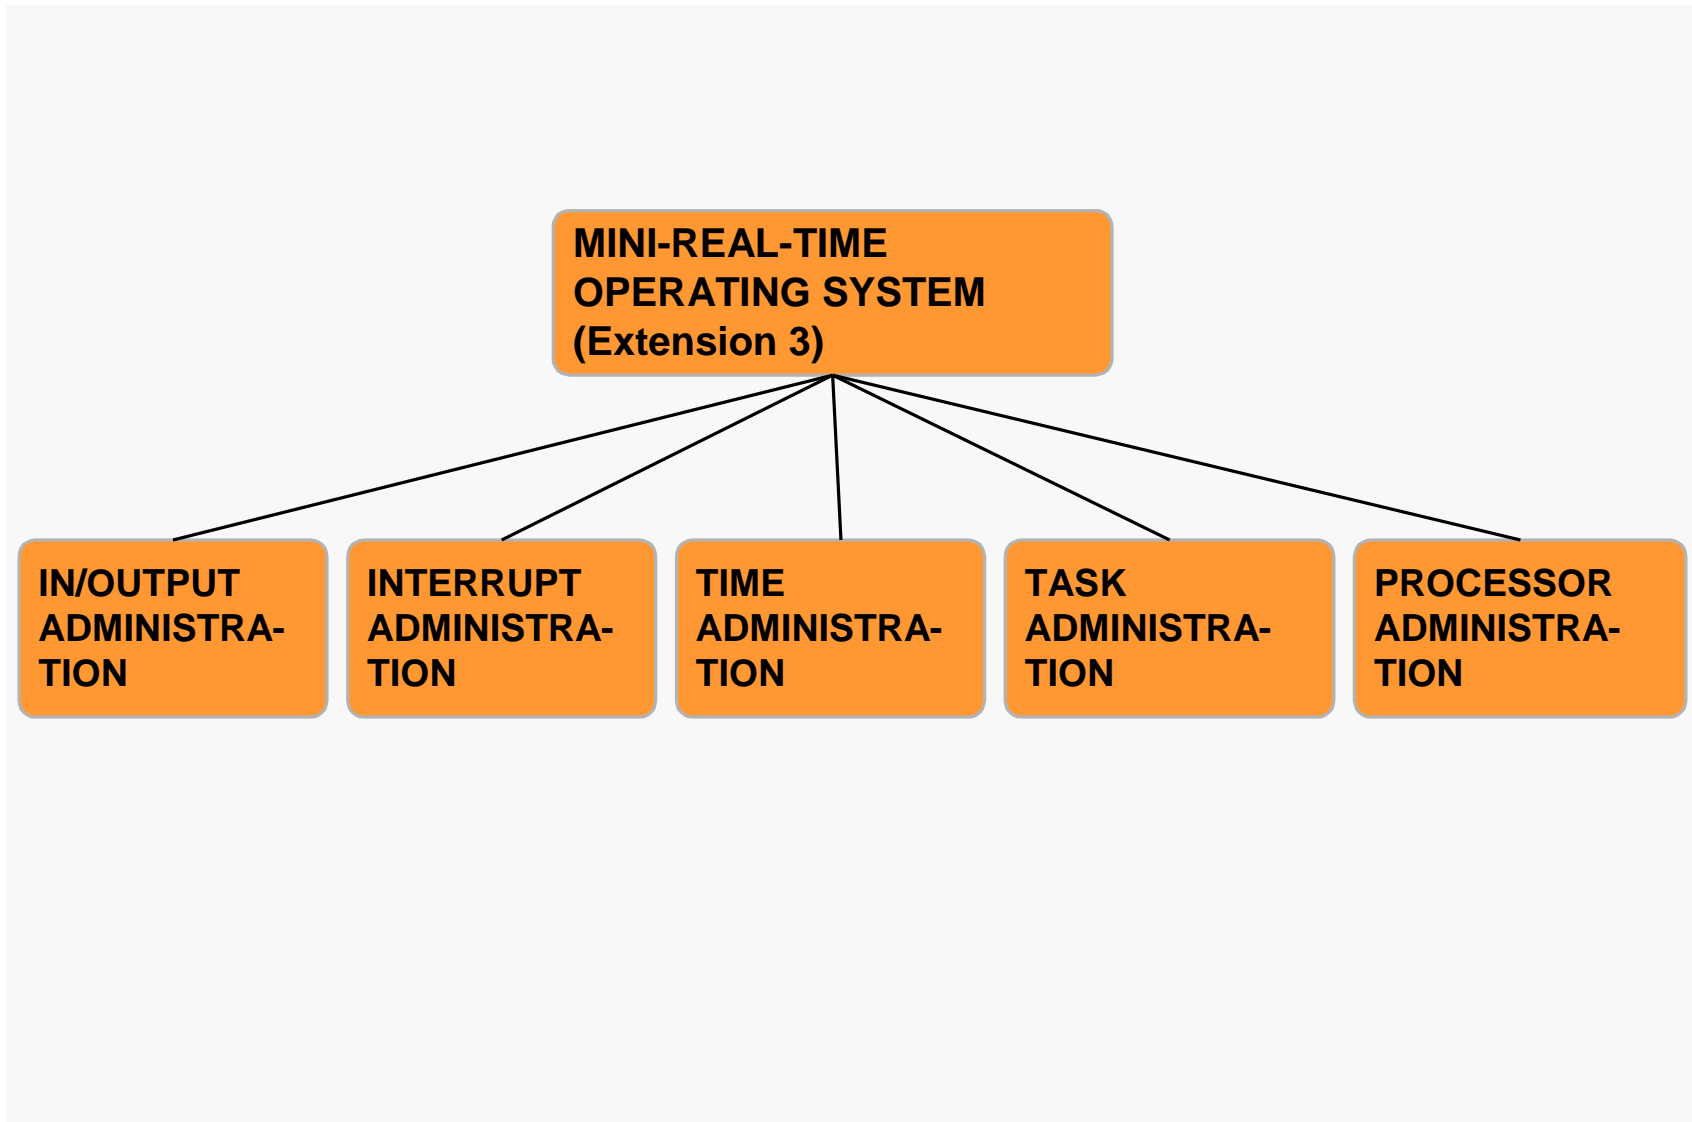 MINI-REAL-TIME
OPERATING SYSTEM
(Extension 3)
IN/OUTPUT
ADMINISTRA-
TION
INTERRUPT
ADMINISTRA-
TION
TIME
ADMINISTRA-
TION
TASK
ADMINISTRA-
TION
PROCESSOR
ADMINISTRA-
TION